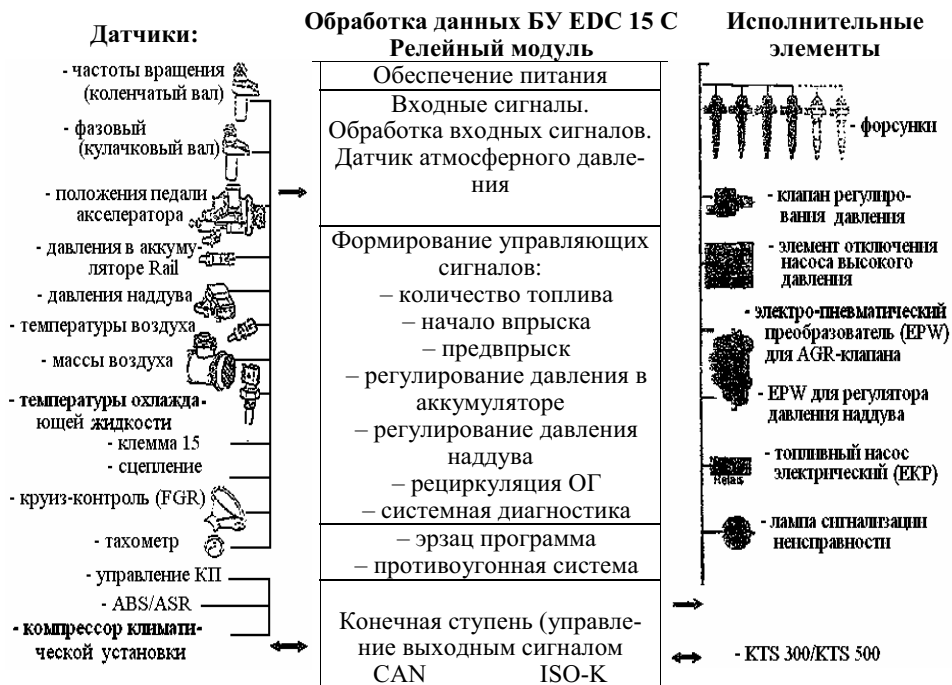 Датчики:
- частоты вращения
(коленчатый вал)
- фазовый
(кулачковый вал)
- положения педали
акселератора
- давления в аккуму-
ляторе Rail
- давления наддува
- температуры воздуха
- массы воздуха
- температуры охлажда-
ющей жидкости
- клемма 15
- сцепление
- круиз-контроль (FGR)
- тахометр
- управление КП
- ABS/ASR
- компрессор климати-
ческой установки
Обработка данных БУ EDC 15 C
Релейный модуль
Обеспечение питания
Входные сигналы.
Обработка входных сигналов.
Датчик атмосферного давле-
ния
Формирование управляющих
сигналов:
– количество топлива
– начало впрыска
– предвпрыск
– регулирование давления в
аккумуляторе
– регулирование давления
наддува
– рециркуляция ОГ
– системная диагностика
– эрзац программа
– противоугонная система
Конечная ступень (управле-
ние выходным сигналом
CAN ISO-K
Исполнительные
элементы
- форсунки
- клапан регулиро-
вания давления
- элемент отключения
насоса высокого
давления
- электро-пневматический
преобразователь (EPW)
для AGR-клапана
- EPW для регулятора
давления наддува
- топливный насос
электрический (EKP)
Relais
- лампа сигнализации
неисправности
- KTS 300/KTS 500